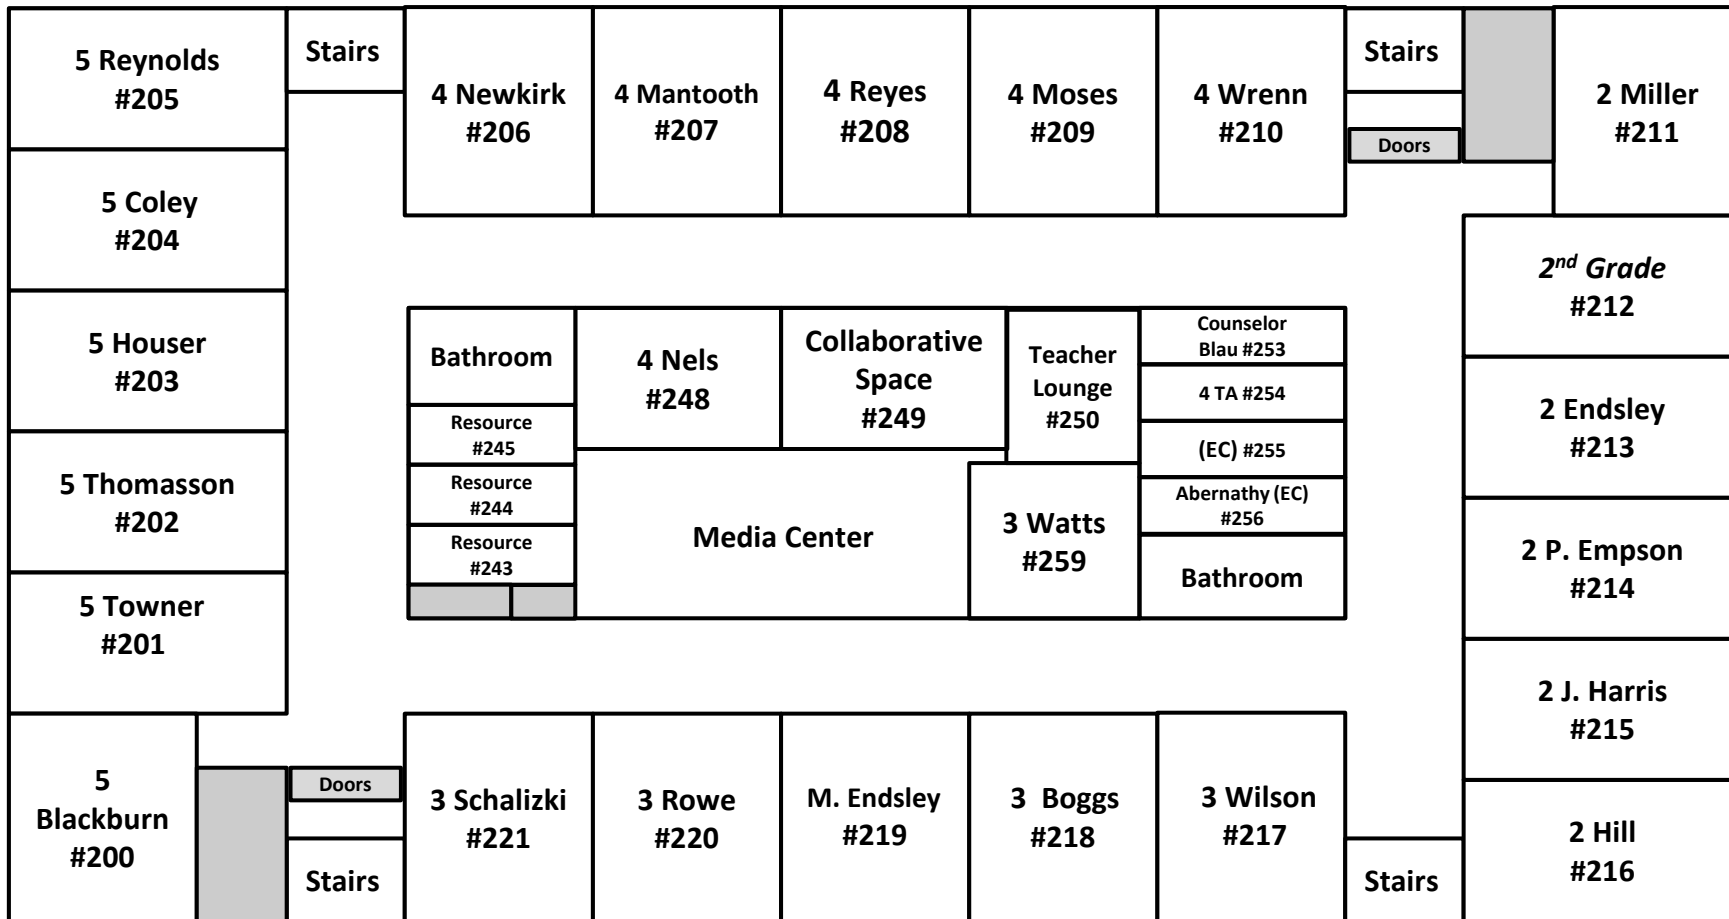 5 Reynolds
#205
Stairs
4 Newkirk
#206
4 Mantooth
#207
4 Reyes
#208
4 Moses
#209
4 Wrenn
#210
Stairs
Doors
2 Miller
#211
5 Coley
#204
2nd Grade
#212
5 Houser
#203
Bathroom
4 Nels
#248
Collaborative
Space
#249
Teacher
Lounge
#250
Counselor
Blau #253
4 TA #254
(EC) #255
Abernathy (EC)
#256
Bathroom
2 Endsley
#213
Resource
#245
Resource
#244
Resource
#243
Media Center
3 Watts
#259
5 Thomasson
#202
2 P. Empson
#214
5 Towner
#201
2 J. Harris
#215
5
Blackburn
#200
Doors
Stairs
3 Schalizki
#221
3 Rowe
#220
M. Endsley
#219
3 Boggs
#218
3 Wilson
#217
Stairs
2 Hill
#216